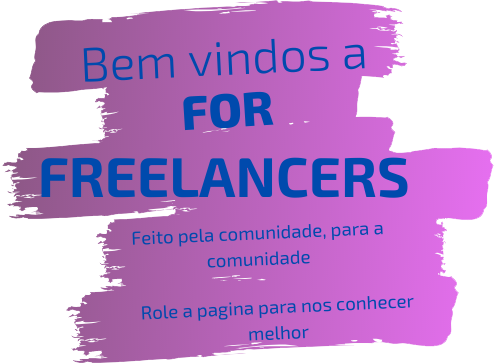 Bem vindos a
FOR
FREELANCERS
Feito pela comunidade, para a
comunidade
Role a pagina para nos conhecer
melhor